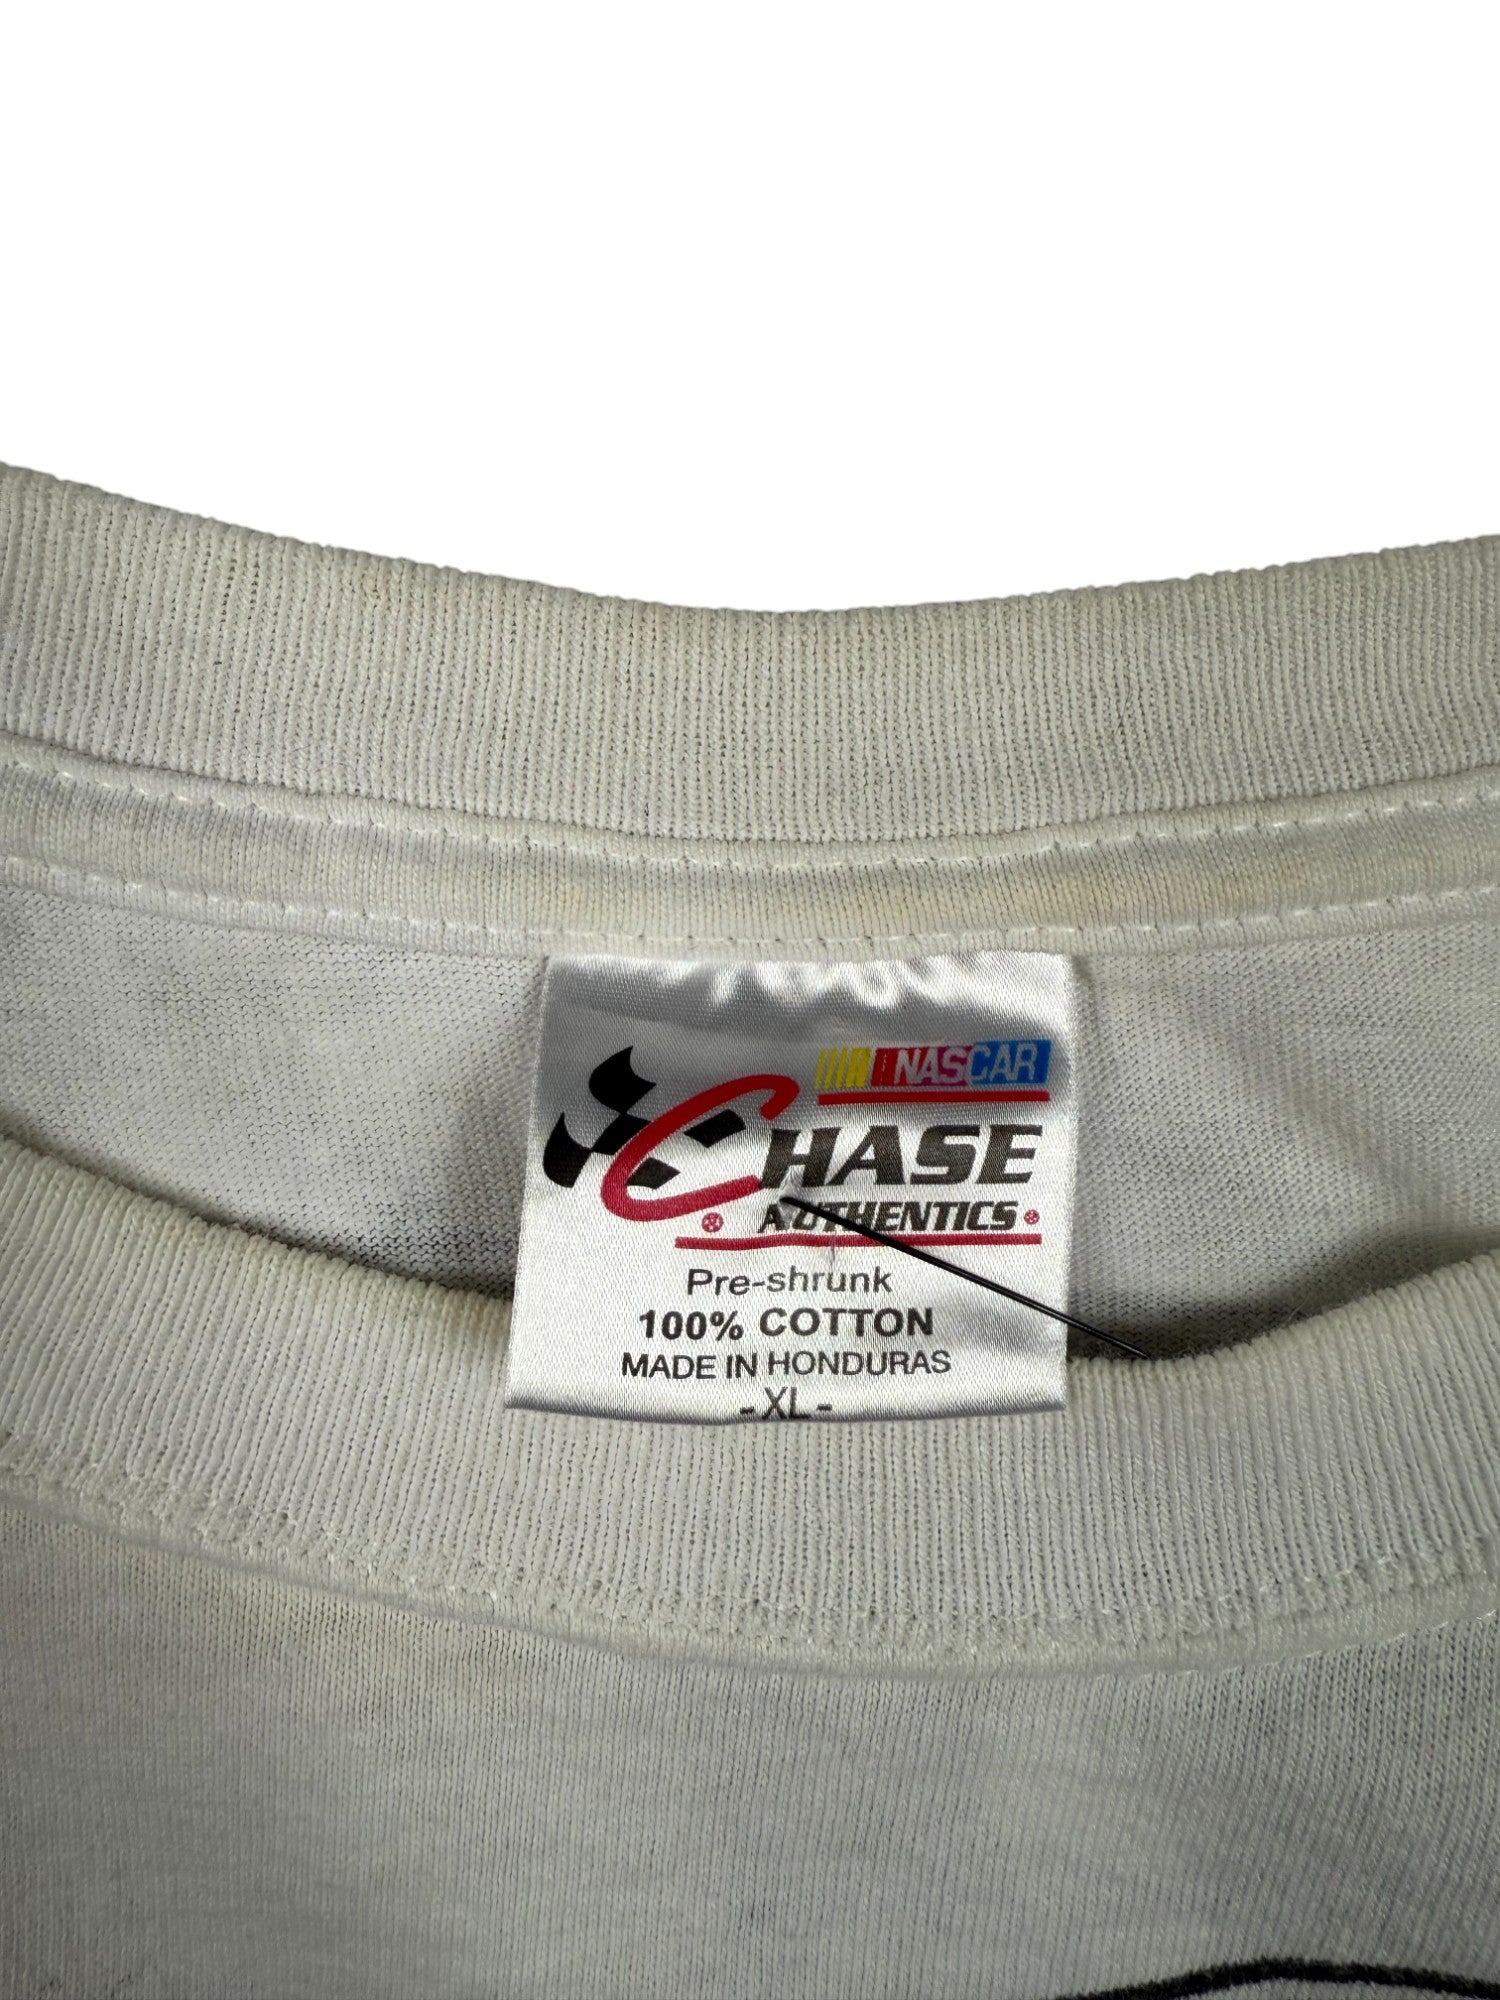 NASCAR
CHASE
AUTHENTICS
Pre-shrunk
100% COTTON
MADE IN HONDURAS
-XL-